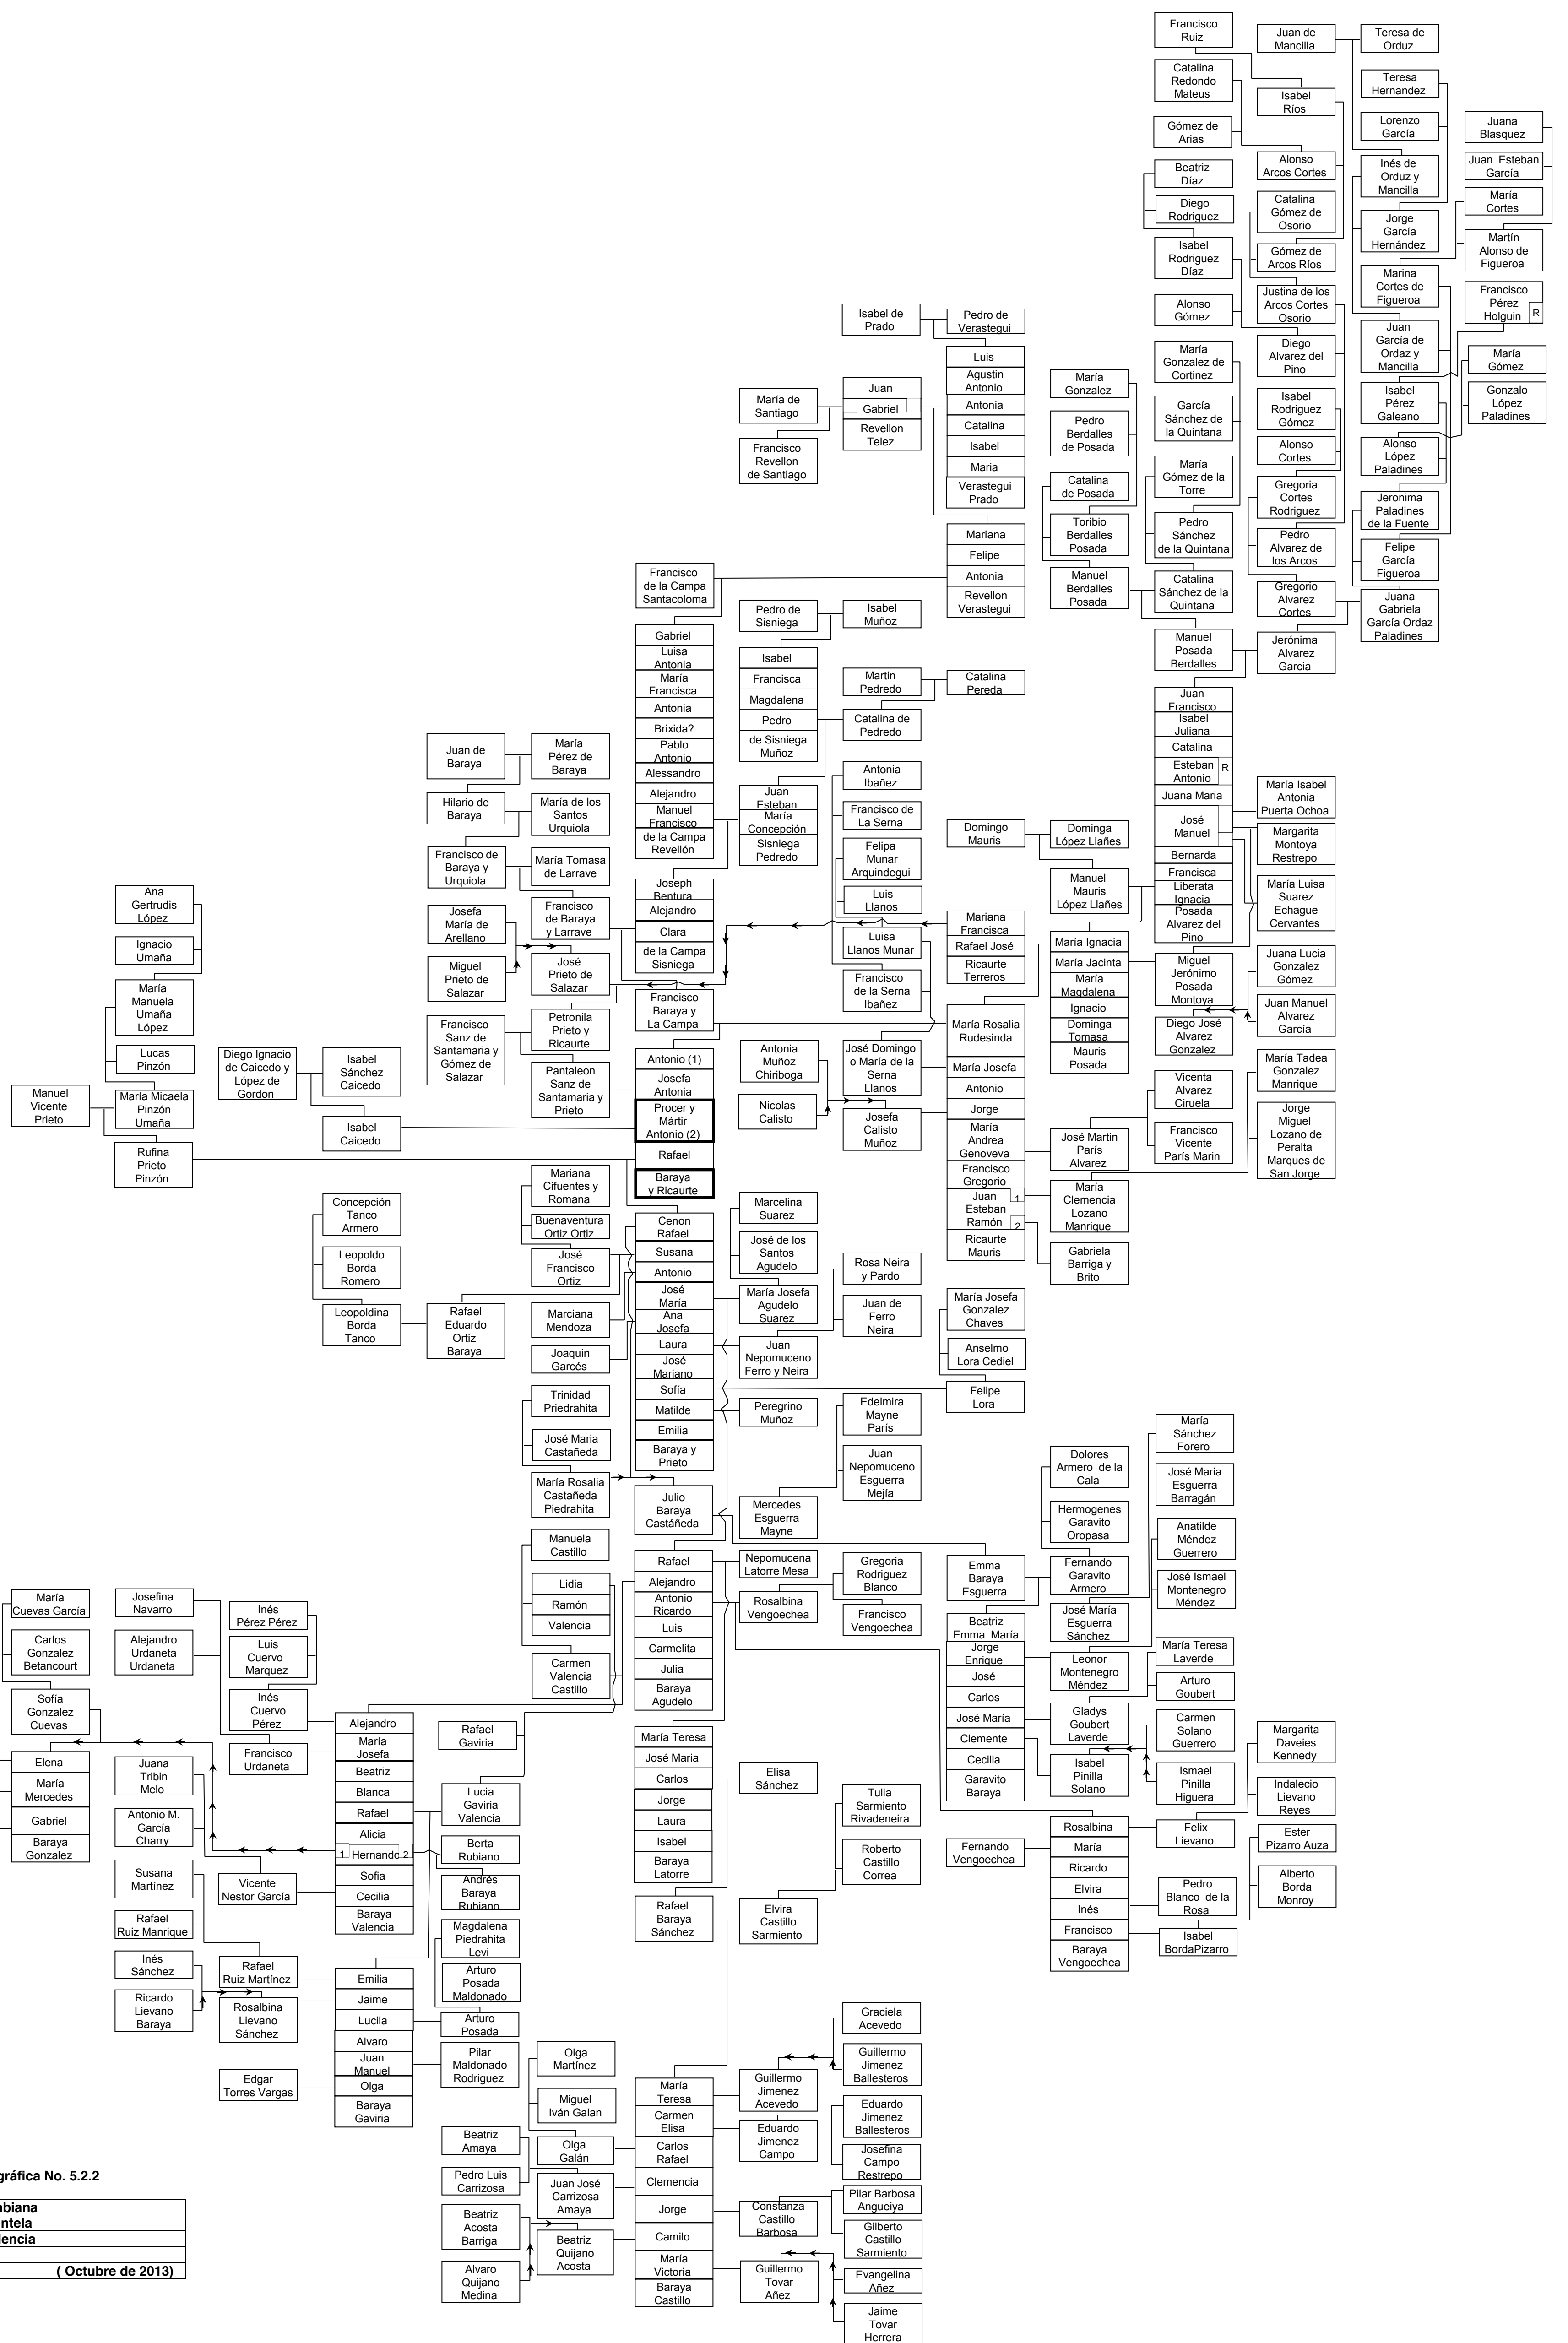 Francisco
Ruiz
Juan de
Mancilla
Teresa de
Orduz
Catalina
Redondo
Mateus
Teresa
Hernandez
Isabel
Ríos
Gómez de
Arias
Lorenzo
García
Juana
Blasquez
Alonso
Arcos Cortes
Inés de
Orduz y
Mancilla
Juan Esteban
García
Beatriz
Díaz
María
Cortes
Diego
Rodriguez
Catalina
Gómez de
Osorio
Jorge
García
Hernández
Martín
Alonso de
Figueroa
Isabel
Rodriguez
Díaz
Gómez de
Arcos Ríos
Marina
Cortes de
Figueroa
Francisco
Pérez
Holguin
R
Alonso
Gómez
Justina de los
Arcos Cortes
Osorio
Isabel de
Prado
Pedro de
Verastegui
Juan
García de
Ordaz y
Mancilla
Diego
Alvarez del
Pino
María
Gómez
Luis
Agustin
Antonio
Antonia
Catalina
Isabel
Maria
Verastegui
Prado
María
Gonzalez de
Cortinez
María
Gonzalez
Juan
Gabriel
Revellon
Telez
María de
Santiago
Francisco
Revellon
de Santiago
Isabel
Pérez
Galeano
Gonzalo
López
Paladines
Isabel
Rodriguez
Gómez
García
Sánchez de
la Quintana
Pedro
Berdalles
de Posada
Alonso
Cortes
Alonso
López
Paladines
María
Gómez de la
Torre
Catalina
de Posada
Gregoria
Cortes
Rodriguez
Jeronima
Paladines
de la Fuente
Toribio
Berdalles
Posada
Pedro
Sánchez
de la Quintana
Pedro
Alvarez de
los Arcos
Felipe
García
Figueroa
Mariana
Felipe
Antonia
Revellon
Verastegui
Francisco
de la Campa
Santacoloma
Manuel
Berdalles
Posada
Catalina
Sánchez de la
Quintana
Gregorio
Alvarez
Cortes
Juana
Gabriela
García Ordaz
Paladines
Pedro de
Sisniega
Isabel
Muñoz
Manuel
Posada
Berdalles
Jerónima
Alvarez
Garcia
Gabriel
Luisa
Antonia
María
Francisca
Antonia
Brixida?
Pablo
Antonio
Alessandro
Alejandro
Manuel
Francisco
de la Campa
Revellón
Isabel
Francisca
Magdalena
Pedro
de Sisniega
Muñoz
Martin
Pedredo
Catalina
Pereda
Catalina de
Pedredo
Juan
Francisco
Isabel
Juliana
Catalina
Esteban
Antonio
R
Juana Maria
José
Manuel
Bernarda
Francisca
Liberata
Ignacia
Posada
Alvarez del
Pino
Juan de
Baraya
María
Pérez de
Baraya
Hilario de
Baraya
María de los
Santos
Urquiola
Antonia
Ibañez
Juan
Esteban
María
Concepción
Sisniega
Pedredo
Francisco de
La Serna
María Isabel
Antonia
Puerta Ochoa
Margarita
Montoya
Restrepo
María Luisa
Suarez
Echague
Cervantes
Domingo
Mauris
Dominga
López Llañes
Felipa
Munar
Arquindegui
Francisco de
Baraya y
Urquiola
María Tomasa
de Larrave
Manuel
Mauris
López Llañes
Luis
Llanos
Joseph
Bentura
Alejandro
Clara
de la Campa
Sisniega
Ana
Gertrudis
López
Josefa
María de
Arellano
Francisco
de Baraya
y Larrave
Mariana
Francisca
Rafael José
Ricaurte
Terreros
Luisa
Llanos Munar
Ignacio
Umaña
Miguel
Prieto de
Salazar
José
Prieto de
Salazar
María Ignacia
María Jacinta
María
Magdalena
Ignacio
Dominga
Tomasa
Mauris
Posada
Miguel
Jerónimo
Posada
Montoya
Juana Lucia
Gonzalez
Gómez
Juan Manuel
Alvarez
García
Diego José
Alvarez
Gonzalez
Francisco
de la Serna
Ibañez
Francisco
Baraya y
La Campa
María
Manuela
Umaña
López
Lucas
Pinzón
Francisco
Sanz de
Santamaria y
Gómez de
Salazar
Petronila
Prieto y
Ricaurte
Pantaleon
Sanz de
Santamaria y
Prieto
Diego Ignacio
de Caicedo y
López de
Gordon
Isabel
Sánchez
Caicedo
Isabel
Caicedo
Manuel
Vicente
Prieto
María Micaela
Pinzón
Umaña
Rufina
Prieto
Pinzón
Antonio (1)
Josefa
Antonia
Procer y
Mártir
Antonio (2)
Rafael
Baraya
y Ricaurte
Antonia
Muñoz
Chiriboga
Nicolas
Calisto
José Domingo
o María de la
Serna
Llanos
Josefa
Calisto
Muñoz
María Rosalia
Rudesinda
María Josefa
Antonio
Jorge
María
Andrea
Genoveva
Francisco
Gregorio
Juan
Esteban
Ramón
1
2
Ricaurte
Mauris
Vicenta
Alvarez
Ciruela
Francisco
Vicente
París Marin
José Martin
París
Alvarez
María Tadea
Gonzalez
Manrique
Jorge
Miguel
Lozano de
Peralta
Marques de
San Jorge
María
Clemencia
Lozano
Manrique
Gabriela
Barriga y
Brito
Concepción
Tanco
Armero
Leopoldo
Borda
Romero
Leopoldina
Borda
Tanco
Rafael
Eduardo
Ortiz
Baraya
Mariana
Cifuentes y
Romana
Buenaventura
Ortiz Ortiz
José
Francisco
Ortiz
Marciana
Mendoza
Joaquin
Garcés
Cenon
Rafael
Susana
Antonio
José
María
Ana
Josefa
Laura
José
Mariano
Sofía
Matilde
Emilia
Baraya y
Prieto
Marcelina
Suarez
José de los
Santos
Agudelo
María Josefa
Agudelo
Suarez
Juan
Nepomuceno
Ferro y Neira
Rosa Neira
y Pardo
Juan de
Ferro
Neira
María Josefa
Gonzalez
Chaves
Anselmo
Lora Cediel
Felipe
Lora
Peregrino
Muñoz
Trinidad
Priedrahita
José Maria
Castañeda
María Rosalia
Castañeda
Piedrahita
Julio
Baraya
Castáñeda
Edelmira
Mayne
París
Juan
Nepomuceno
Esguerra
Mejía
Mercedes
Esguerra
Mayne
Dolores
Armero de la
Cala
Hermogenes
Garavito
Oropasa
María
Sánchez
Forero
José Maria
Esguerra
Barragán
Anatilde
Méndez
Guerrero
José Ismael
Montenegro
Méndez
Manuela
Castillo
Lidia
Ramón
Valencia
Carmen
Valencia
Castillo
Rafael
Alejandro
Antonio
Ricardo
Luis
Carmelita
Julia
Baraya
Agudelo
Nepomucena
Latorre Mesa
Rosalbina
Vengoechea
Gregoria
Rodriguez
Blanco
Francisco
Vengoechea
Emma
Baraya
Esguerra
Fernando
Garavito
Armero
Beatriz
Emma María
Jorge
Enrique
José
Carlos
José María
Clemente
Cecilia
Garavito
Baraya
José María
Esguerra
Sánchez
Leonor
Montenegro
Méndez
María Teresa
Laverde
Arturo
Goubert
Gladys
Goubert
Laverde
Carmen
Solano
Guerrero
Ismael
Pinilla
Higuera
Isabel
Pinilla
Solano
Margarita
Daveies
Kennedy
Indalecio
Lievano
Reyes
María
Cuevas García
Carlos
Gonzalez
Betancourt
Sofía
Gonzalez
Cuevas
Josefina
Navarro
Alejandro
Urdaneta
Urdaneta
Inés
Pérez Pérez
Luis
Cuervo
Marquez
Inés
Cuervo
Pérez
Francisco
Urdaneta
Elena
María
Mercedes
Gabriel
Baraya
Gonzalez
Juana
Tribin
Melo
Antonio M.
García
Charry
Vicente
Nestor García
Alejandro
María
Josefa
Beatriz
Blanca
Rafael
Alicia
1
Hernando
2
Sofia
Cecilia
Baraya
Valencia
Rafael
Gaviria
Lucia
Gaviria
Valencia
Berta
Rubiano
Andrés
Baraya
Rubiano
María Teresa
José Maria
Carlos
Jorge
Laura
Isabel
Baraya
Latorre
Elisa
Sánchez
Rafael
Baraya
Sánchez
Tulia
Sarmiento
Rivadeneira
Roberto
Castillo
Correa
Elvira
Castillo
Sarmiento
Fernando
Vengoechea
Rosalbina
María
Ricardo
Elvira
Inés
Francisco
Baraya
Vengoechea
Felix
Lievano
Ester
Pizarro Auza
Alberto
Borda
Monroy
Pedro
Blanco de la
Rosa
Isabel
BordaPizarro
Susana
Martínez
Rafael
Ruiz Manrique
Rafael
Ruiz Martínez
Inés
Sánchez
Ricardo
Lievano
Baraya
Rosalbina
Lievano
Sánchez
Edgar
Torres Vargas
Emilia
Jaime
Lucila
Alvaro
Juan
Manuel
Olga
Baraya
Gaviria
Magdalena
Piedrahita
Levi
Arturo
Posada
Maldonado
Arturo
Posada
Pilar
Maldonado
Rodriguez
Olga
Martínez
Miguel
Iván Galan
Olga
Galán
Beatriz
Amaya
Pedro Luis
Carrizosa
Juan José
Carrizosa
Amaya
Beatriz
Acosta
Barriga
Alvaro
Quijano
Medina
Beatriz
Quijano
Acosta
María
Teresa
Carmen
Elisa
Carlos
Rafael
Clemencia
Jorge
Camilo
María
Victoria
Baraya
Castillo
Graciela
Acevedo
Guillermo
Jimenez
Ballesteros
Guillermo
Jimenez
Acevedo
Eduardo
Jimenez
Ballesteros
Josefina
Campo
Restrepo
Eduardo
Jimenez
Campo
Pilar Barbosa
Angueiya
Gilberto
Castillo
Sarmiento
Constanza
Castillo
Barbosa
Evangelina
Añez
Jaime
Tovar
Herrera
Guillermo
Tovar
Añez
gráfica No. 5.2.2
mbiana
entela
dencia
( Octubre de 2013)